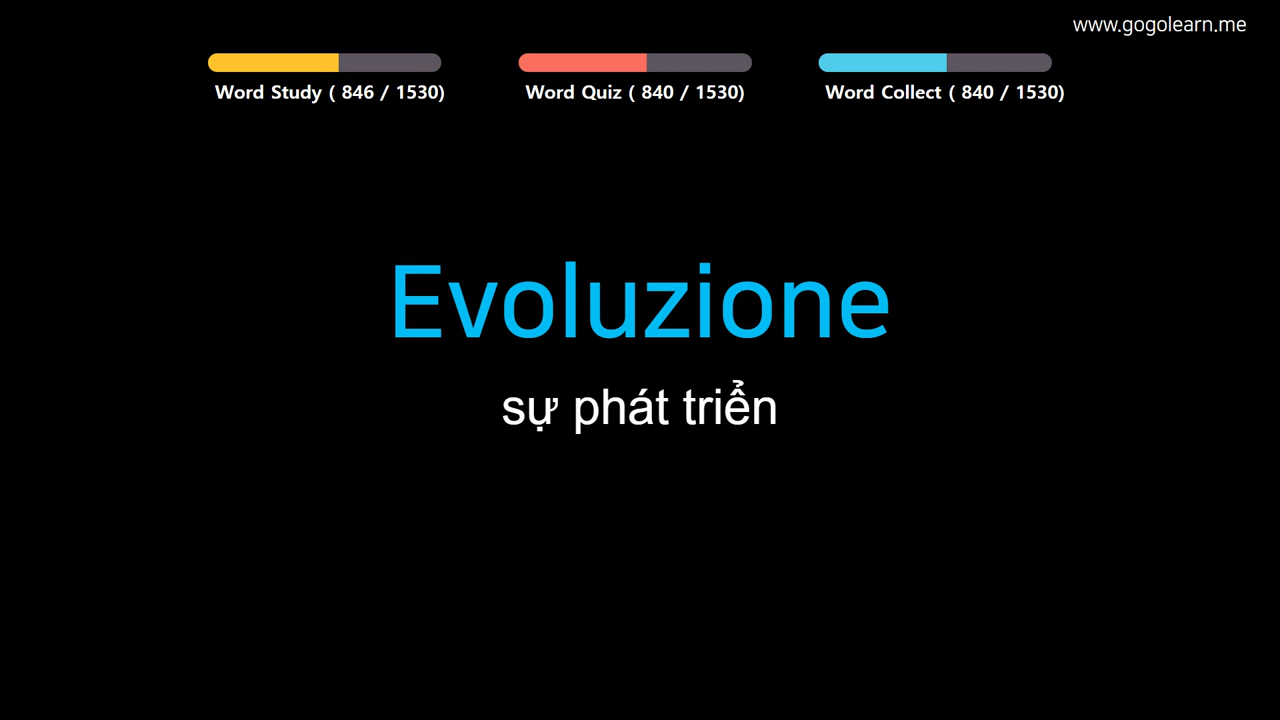 www.gogolearn.me
Word Study ( 846 / 1530)
Word Quiz ( 840 / 1530)
Word Collect ( 840 / 1530)
Evoluzione
sự phát triển